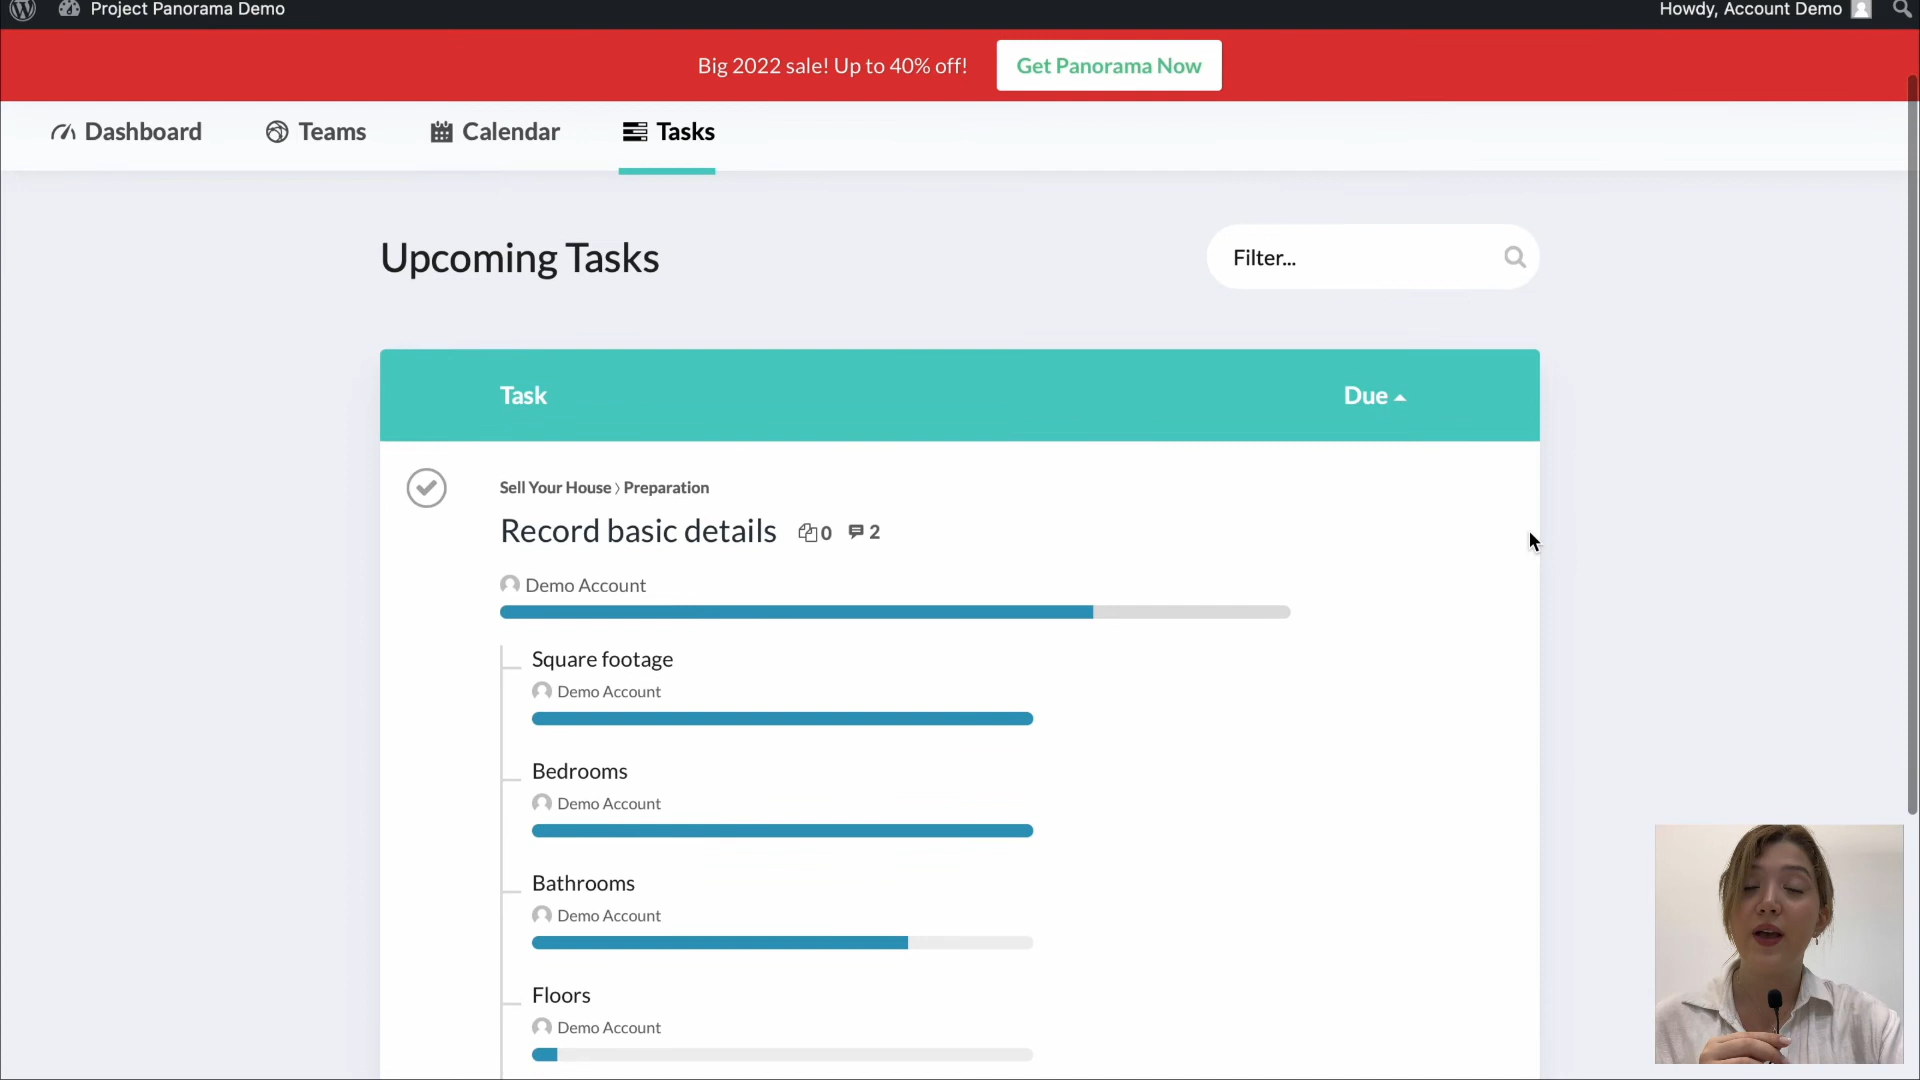 Project Panorama Demo
Howdy, Account Demo
Big 2022 sale! Up to 40% off!
Get Panorama Now
Dashboard
Teams
Calendar
Tasks
Upcoming Tasks
Filter...
Task
Due
Sell Your House 〉Preparation
Record basic details 0 2
Demo Account
Square footage
Demo Account
Bedrooms
Demo Account
Bathrooms
Demo Account
Floors
Demo Account